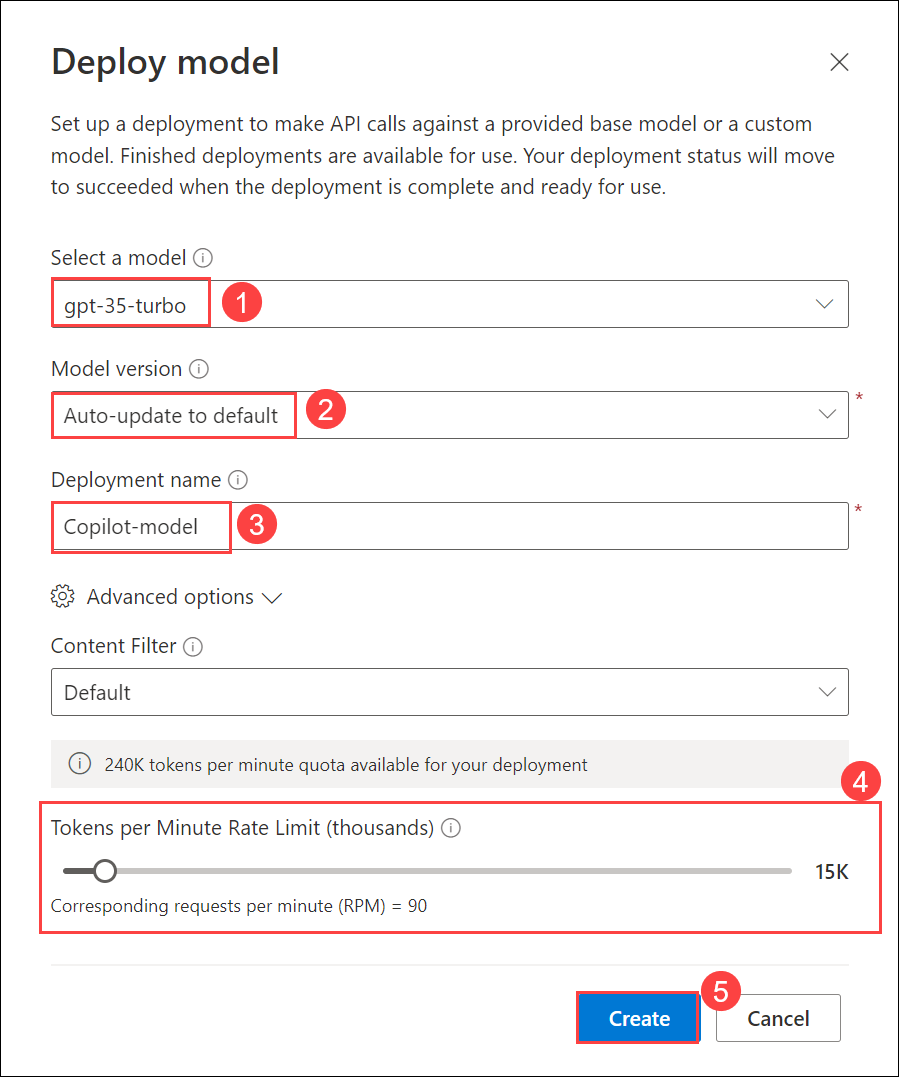 Deploy model
Set up a deployment to make API calls against a provided base model or a custom
model. Finished deployments are available for use. Your deployment status will move
to succeeded when the deployment is complete and ready for use.
Select a model
gpt-35-turbo 1
Model version
Auto-update to default 2 *
Deployment name
Copilot-model 3 *
Advanced options
Content Filter
Default
240K tokens per minute quota available for your deployment
4
Tokens per Minute Rate Limit (thousands)
15K
Corresponding requests per minute (RPM) = 90
5
Create Cancel